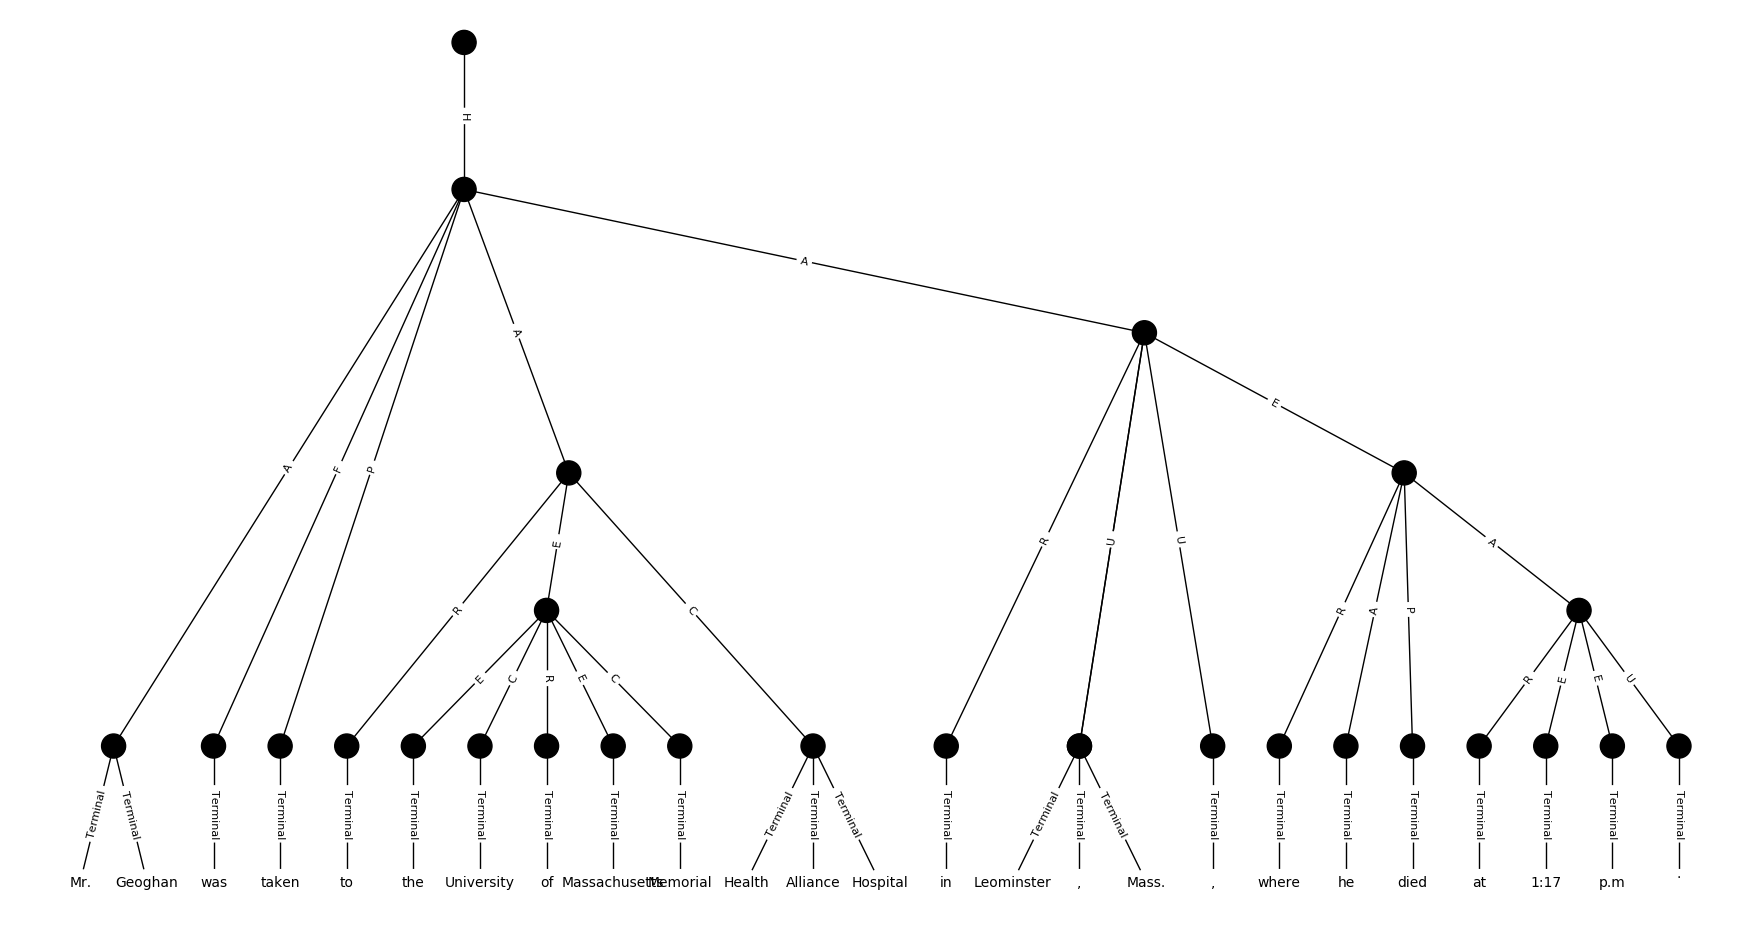 H
A
A
A F P
E
R E U U A
R C R A P
E C R E C R E E U
Terminal Terminal Terminal Terminal Terminal Terminal Terminal Terminal Terminal Terminal Terminal Terminal Terminal Terminal Terminal Terminal Terminal Terminal Terminal Terminal Terminal Terminal Terminal Terminal Terminal
Mr. Geoghan was taken to the University of Massachusetts Memorial Health Alliance Hospital in Leominster , Mass. , where he died at 1:17 p.m .